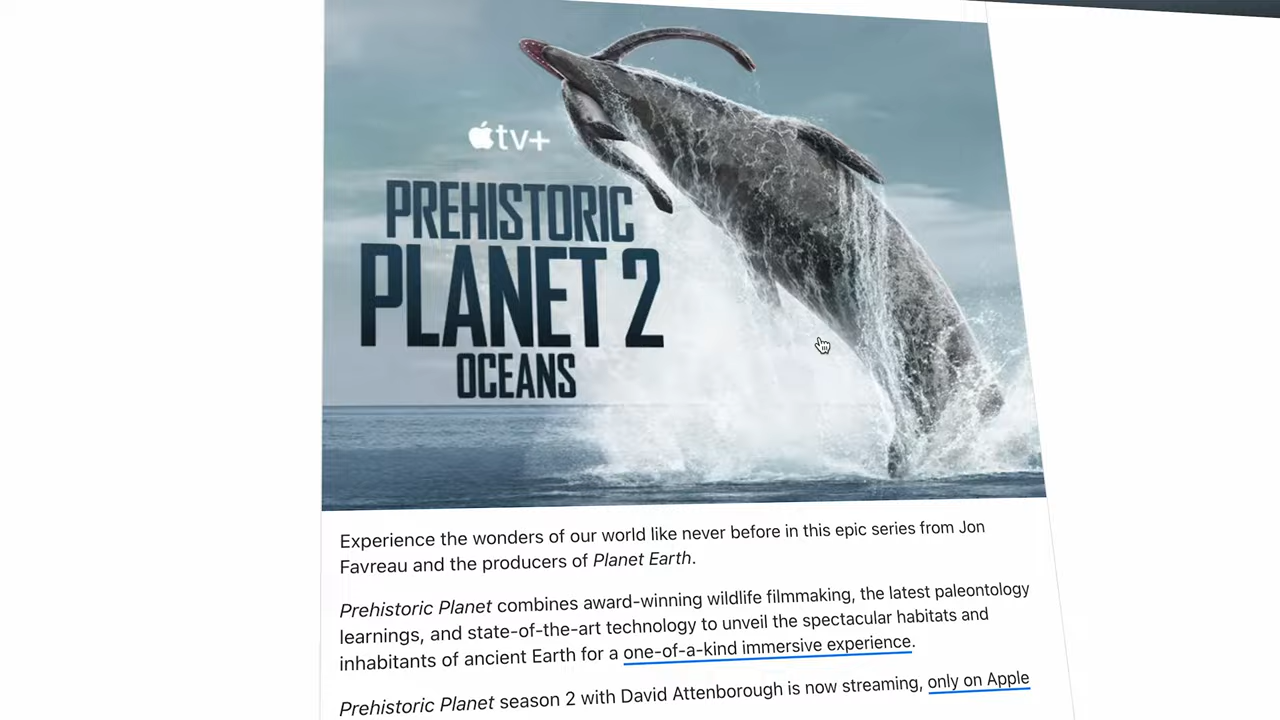 tv+
PREHISTORIC
PLANET 2
OCEANS
Experience the wonders of our world like never before in this epic series from Jon
Favreau and the producers of Planet Earth.
Prehistoric Planet combines award-winning wildlife filmmaking, the latest paleontology
learnings, and state-of-the-art technology to unveil the spectacular habitats and
inhabitants of ancient Earth for a one-of-a-kind immersive experience.
Prehistoric Planet season 2 with David Attenborough is now streaming, only on Apple